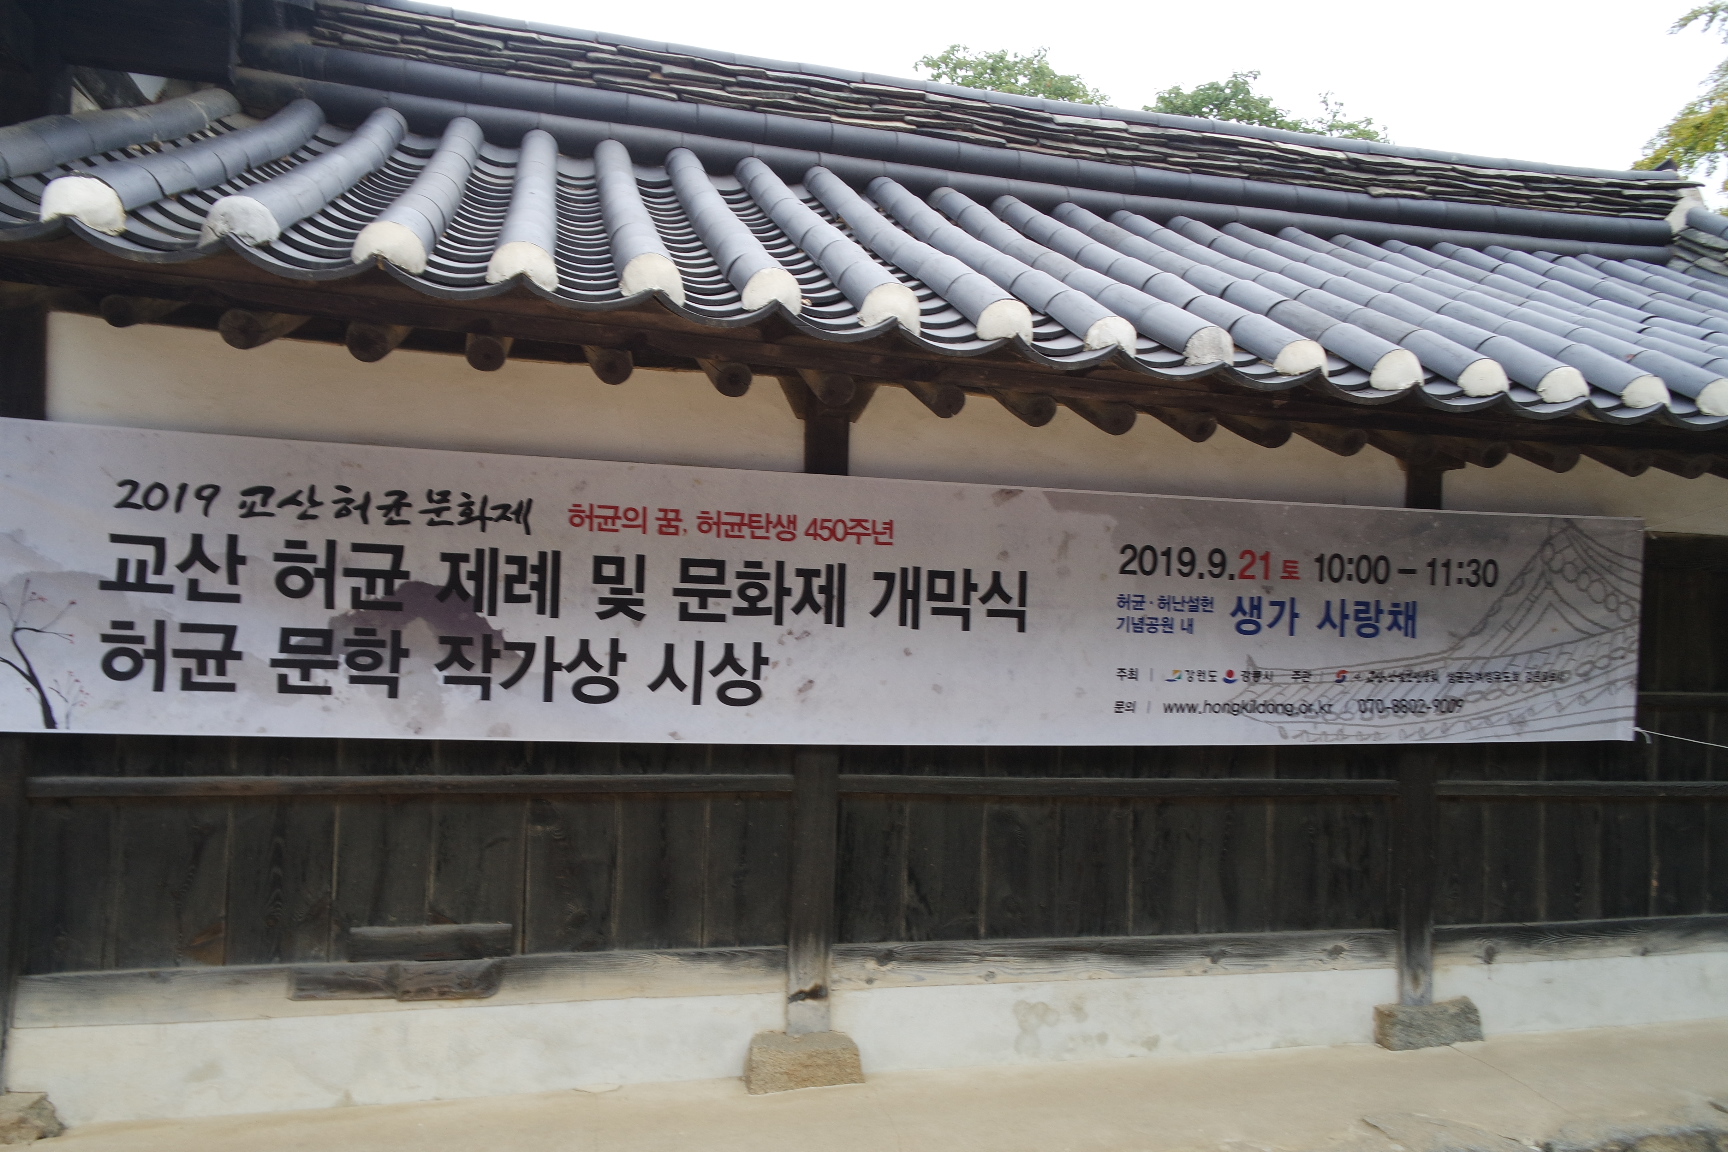 2019 교산허균문화제 허균의 꿈, 허균탄생 450주년
교산 허균 제례 및 문화제 개막식
허균 문학 작가상 시상
2019.9.21 토 10:00 - 11:30
허균·허난설헌
기념공원 내 생가 사랑채
주최 | 강원도 강릉시 주관 |
문의 | www.hongkildong.or.kr 070-8802-9009